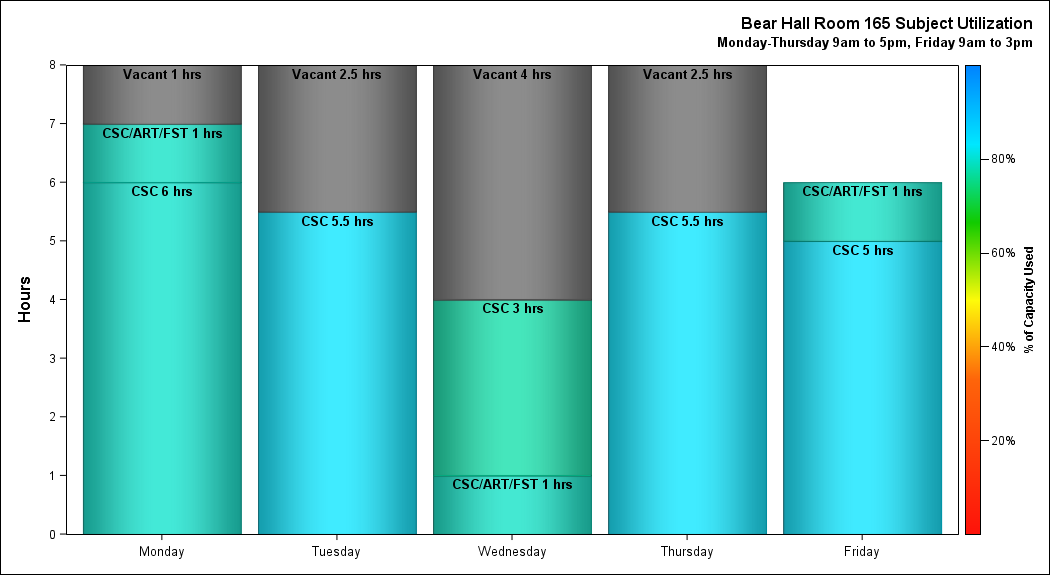 Bear Hall Room 165 Subject Utilization
Monday-Thursday 9am to 5pm, Friday 9am to 3pm
Hours
8
7
6
5
4
3
2
1
0
Vacant 1 hrs
CSC/ART/FST 1 hrs
CSC 6 hrs
Vacant 2.5 hrs
CSC 5.5 hrs
Vacant 4 hrs
CSC 3 hrs
CSC/ART/FST 1 hrs
Vacant 2.5 hrs
CSC 5.5 hrs
CSC/ART/FST 1 hrs
CSC 5 hrs
Monday
Tuesday
Wednesday
Thursday
Friday
80%
60%
40%
20%
% of Capacity Used